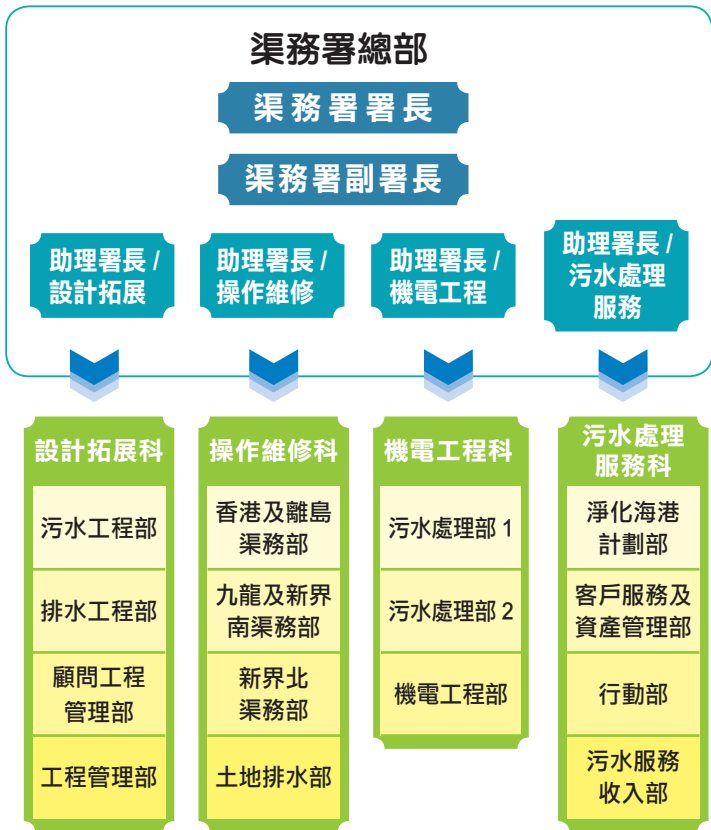 渠務署總部
渠務署署長
渠務署副署長
助理署長 /
設計拓展
助理署長 /
操作維修
助理署長 /
機電工程
助理署長 /
污水處理
服務
設計拓展科
污水工程部
排水工程部
顧問工程
管理部
工程管理部
操作維修科
香港及離島
渠務部
九龍及新界
南渠務部
新界北
渠務部
土地排水部
機電工程科
污水處理部 1
污水處理部 2
機電工程部
污水處理
服務科
淨化海港
計劃部
客戶服務及
資產管理部
行動部
污水服務
收入部